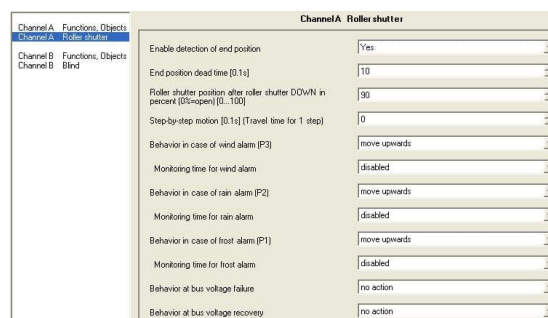 Channel A Roller shutter
Channel A Functions, Objects
Channel A Roller shutter
Channel B Functions, Objects
Channel B Blind
Enable detection of end position Yes
End position dead time [0.1s] 10
Roller shutter position after roller shutter DOWN in
percent (0%=open) [0...100] 90
Step-by-step motion [0.1s] (Travel time for 1 step) 0
Behavior in case of wind alarm (P3) move upwards
Monitoring time for wind alarm disabled
Behavior in case of rain alarm (P2) move upwards
Monitoring time for rain alarm disabled
Behavior in case of frost alarm (P1) move upwards
Monitoring time for frost alarm disabled
Behavior at bus voltage failure no action
Behavior at bus voltage recovery no action